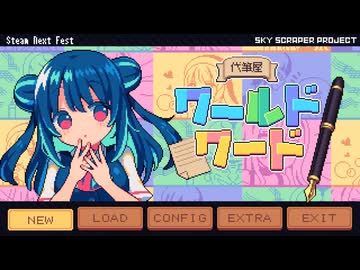 Steam Next Fest
SKY SCRAPER PROJECT
代筆屋
ワールド
ワード
NEW
LOAD
CONFIG
EXTRA
EXIT